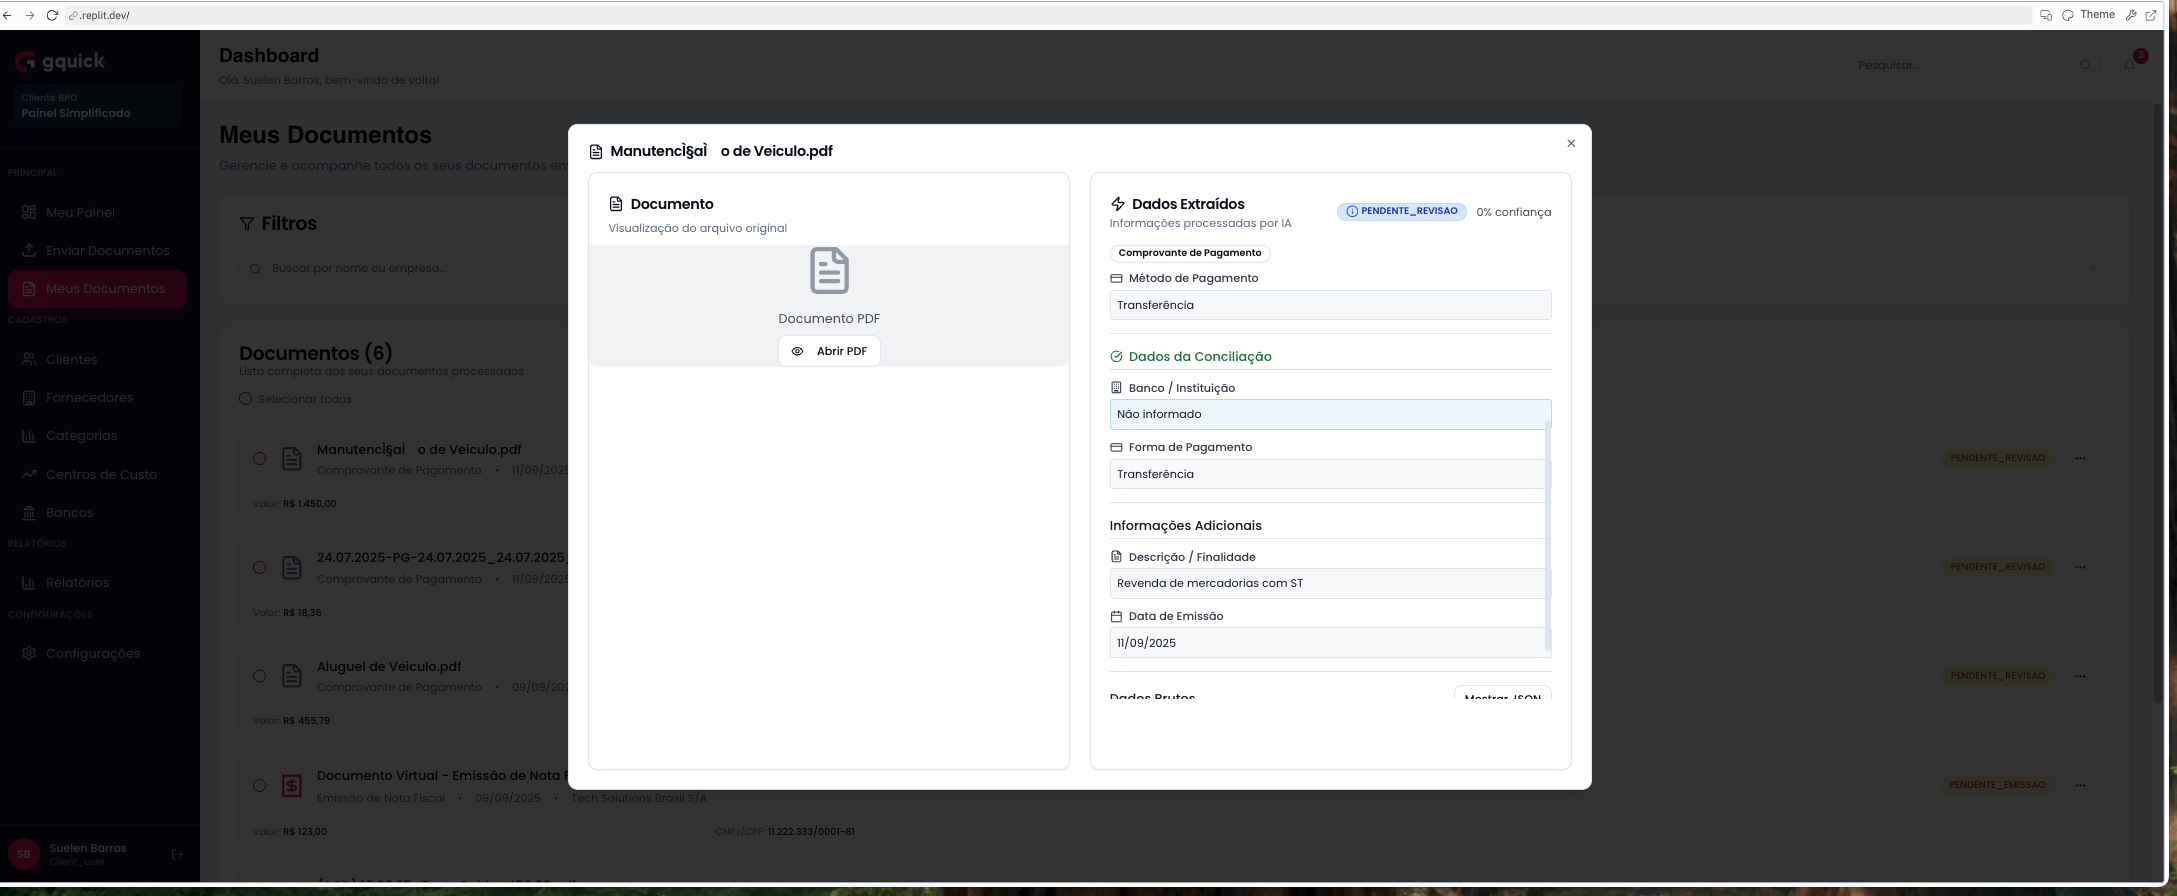 .replit.dev/
Theme
gquick
Cliente BPO
Painel Simplificado
PRINCIPAL
Meu Painel
Enviar Documentos
Meus Documentos
CADASTROS
Clientes
Fornecedores
Categorias
Centros de Custo
Bancos
RELATÓRIOS
Relatórios
CONFIGURAÇÕES
Configurações
SB
Suelen Barros
Client_user
Dashboard
Olá, Suelen Barros, bem-vindo de volta!
Pesquisar...
3
Meus Documentos
Gerencie e acompanhe todos os seus documentos
Filtros
Buscar por nome ou empresa...
Documentos (6)
Lista completa dos seus documentos processados
Selecionar todos
Manutenc̀§aÌ o de Veiculo.pdf
Comprovante de Pagamento • 11/09/2025
PENDENTE_REVISAO
Valor: R$ 1.450,00
24.07.2025-PG-24.07.2025_24.07.2025
Comprovante de Pagamento • 11/09/2025
PENDENTE_REVISAO
Valor: R$ 18,36
Aluguel de Veiculo.pdf
Comprovante de Pagamento • 09/09/202
PENDENTE_REVISAO
Valor: R$ 455,79
Documento Virtual - Emissão de Nota
Emissão de Nota Fiscal • 09/09/2025 • Tech Solutions Brasil S/A
PENDENTE_EMISSAO
Valor: R$ 123,00 CNPJ/CPF: 11.222.333/0001-81
ManutencÌ§aÌ o de Veiculo.pdf
Documento
Visualização do arquivo original
Documento PDF
Abrir PDF
Dados Extraídos
Informações processadas por IA
PENDENTE_REVISAO
0% confiança
Comprovante de Pagamento
Método de Pagamento
Transferência
Dados da Conciliação
Banco / Instituição
Não informado
Forma de Pagamento
Transferência
Informações Adicionais
Descrição / Finalidade
Revenda de mercadorias com ST
Data de Emissão
11/09/2025
Dados Brutos
Mostrar JSON